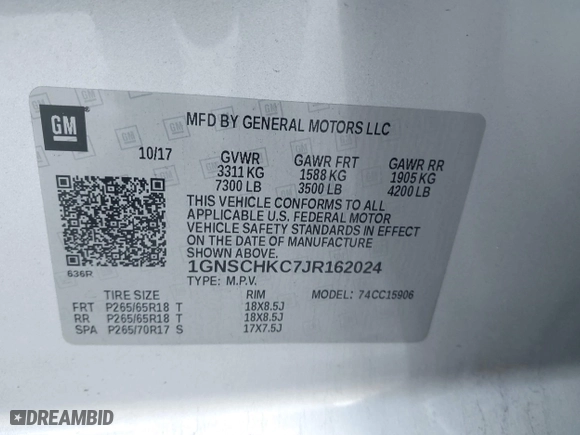 GM
MFD BY GENERAL MOTORS LLC
10/17 GVWR GAWR FRT GAWR RR
3311 KG 1588 KG 1905 KG
7300 LB 3500 LB 4200 LB
THIS VEHICLE CONFORMS TO ALL
APPLICABLE U.S. FEDERAL MOTOR
VEHICLE SAFETY STANDARDS IN EFFECT
ON THE DATE OF MANUFACTURE
SHOWN ABOVE.
1GNSCHKC7JR162024
636R
TYPE: M.P.V.
TIRE SIZE RIM MODEL: 74CC15906
FRT P265/65R18 T 18X8.5J
RR P265/65R18 T 18X8.5J
SPA P265/70R17 S 17X7.5J
DREAMBID